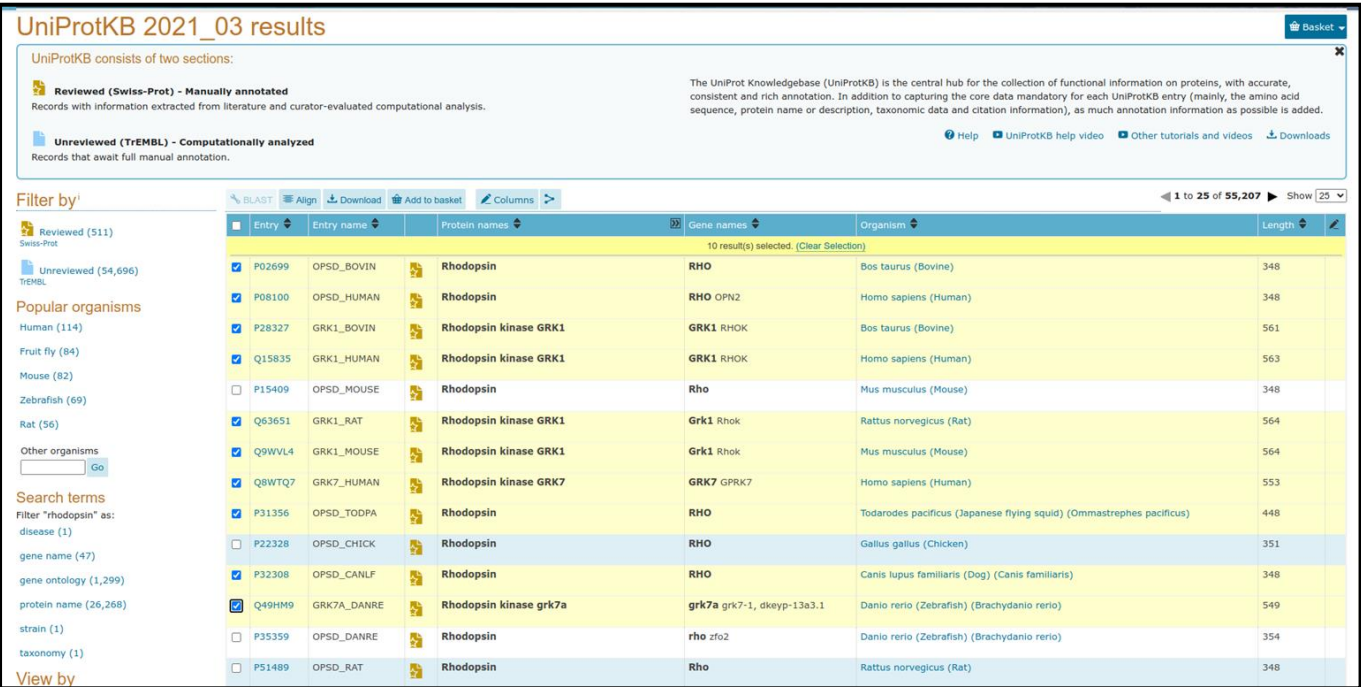 UniProtKB 2021_03 results
Basket
UniProtKB consists of two sections:
Reviewed (Swiss-Prot) - Manually annotated
Records with information extracted from literature and curator-evaluated computational analysis.
Unreviewed (TrEMBL) - Computationally analyzed
Records that await full manual annotation.
The UniProt Knowledgebase (UniProtKB) is the central hub for the collection of functional information on proteins, with accurate,
consistent and rich annotation. In addition to capturing the core data mandatory for each UniProtKB entry (mainly, the amino acid
sequence, protein name or description, taxonomic data and citation information), as much annotation information as possible is added.
Help UniProtKB help video Other tutorials and videos Downloads
Filter by i
Reviewed (511)
Swiss-Prot
Unreviewed (54,696)
TrEMBL
Popular organisms
Human (114)
Fruit fly (84)
Mouse (82)
Zebrafish (69)
Rat (56)
Other organisms
Go
Search terms
Filter "rhodopsin" as:
disease (1)
gene name (47)
gene ontology (1,299)
protein name (26,268)
strain (1)
taxonomy (1)
View by
BLAST Align Download Add to basket Columns
1 to 25 of 55,207 Show 25
Entry Entry name Protein names Gene names Organism Length
10 result(s) selected. (Clear Selection)
P02699 OPSD_BOVIN Rhodopsin RHO Bos taurus (Bovine) 348
P08100 OPSD_HUMAN Rhodopsin RHO OPN2 Homo sapiens (Human) 348
P28327 GRK1_BOVIN Rhodopsin kinase GRK1 GRK1 RHOK Bos taurus (Bovine) 561
Q15835 GRK1_HUMAN Rhodopsin kinase GRK1 GRK1 RHOK Homo sapiens (Human) 563
P15409 OPSD_MOUSE Rhodopsin Rho Mus musculus (Mouse) 348
Q63651 GRK1_RAT Rhodopsin kinase GRK1 Grk1 Rhok Rattus norvegicus (Rat) 564
Q9WVL4 GRK1_MOUSE Rhodopsin kinase GRK1 Grk1 Rhok Mus musculus (Mouse) 564
Q8WTQ7 GRK7_HUMAN Rhodopsin kinase GRK7 GRK7 GPRK7 Homo sapiens (Human) 553
P31356 OPSD_TODPA Rhodopsin RHO Todarodes pacificus (Japanese flying squid) (Ommastrephes pacificus) 448
P22328 OPSD_CHICK Rhodopsin RHO Gallus gallus (Chicken) 351
P32308 OPSD_CANLF Rhodopsin RHO Canis lupus familiaris (Dog) (Canis familiaris) 348
Q49HM9 GRK7A_DANRE Rhodopsin kinase grk7a grk7a grk7-1, dkeyp-13a3.1 Danio rerio (Zebrafish) (Brachydanio rerio) 549
P35359 OPSD_DANRE Rhodopsin rho zfo2 Danio rerio (Zebrafish) (Brachydanio rerio) 354
P51489 OPSD_RAT Rhodopsin Rho Rattus norvegicus (Rat) 348